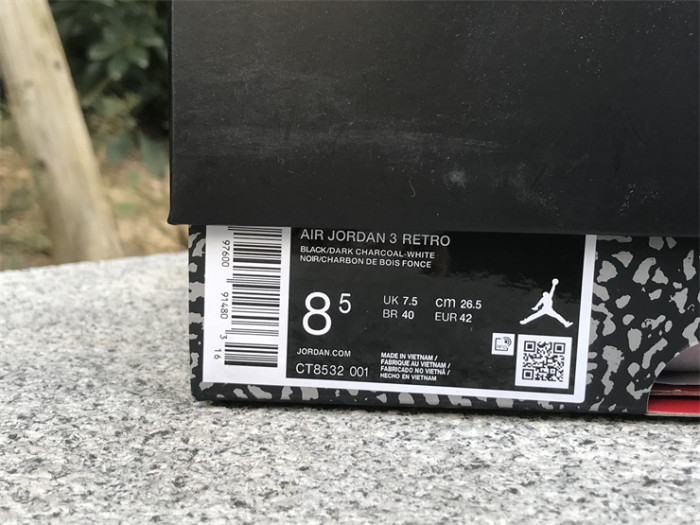 AIR JORDAN 3 RETRO
BLACK/DARK CHARCOAL-WHITE
NOIR/CHARBON DE BOIS FONCE
8 5
UK 7.5 cm 26.5
BR 40 EUR 42
JORDAN.COM
CT8532 001
MADE IN VIETNAM /
FABRIQUÉ AU VIETNAM /
FABRICADO NO VIETNÃ /
HECHO EN VIETNAM
97600 91480 3 16